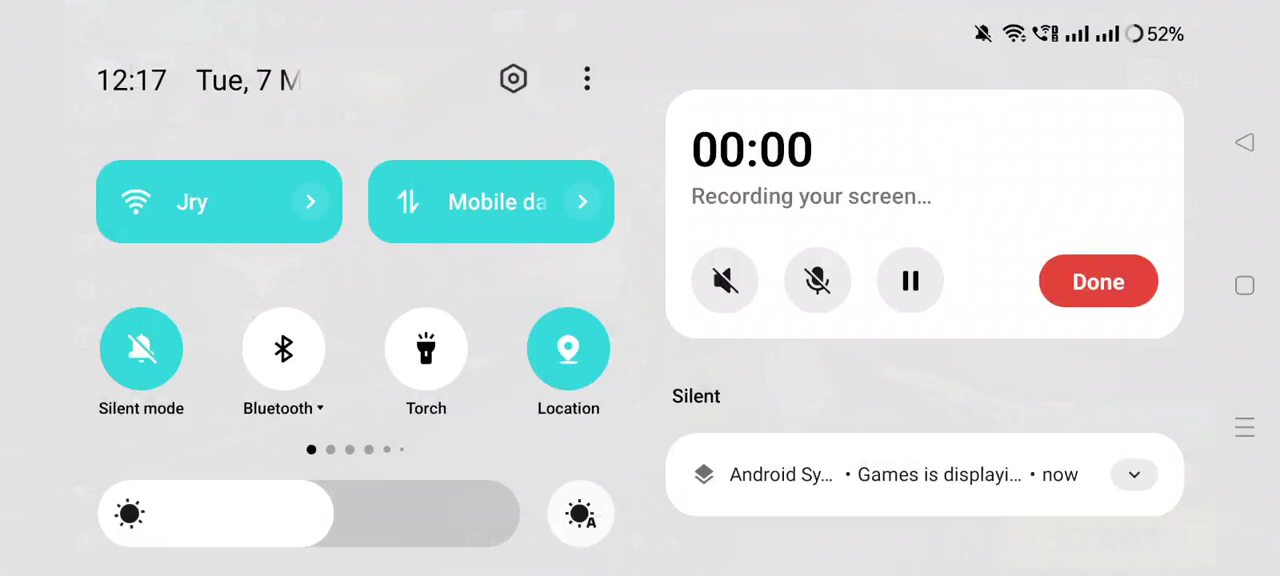 52%
12:17 Tue, 7 M
Jry
Mobile da
Silent mode
Bluetooth
Torch
Location
A
00:00
Recording your screen...
Done
Silent
Android Sy... • Games is displayi... • now